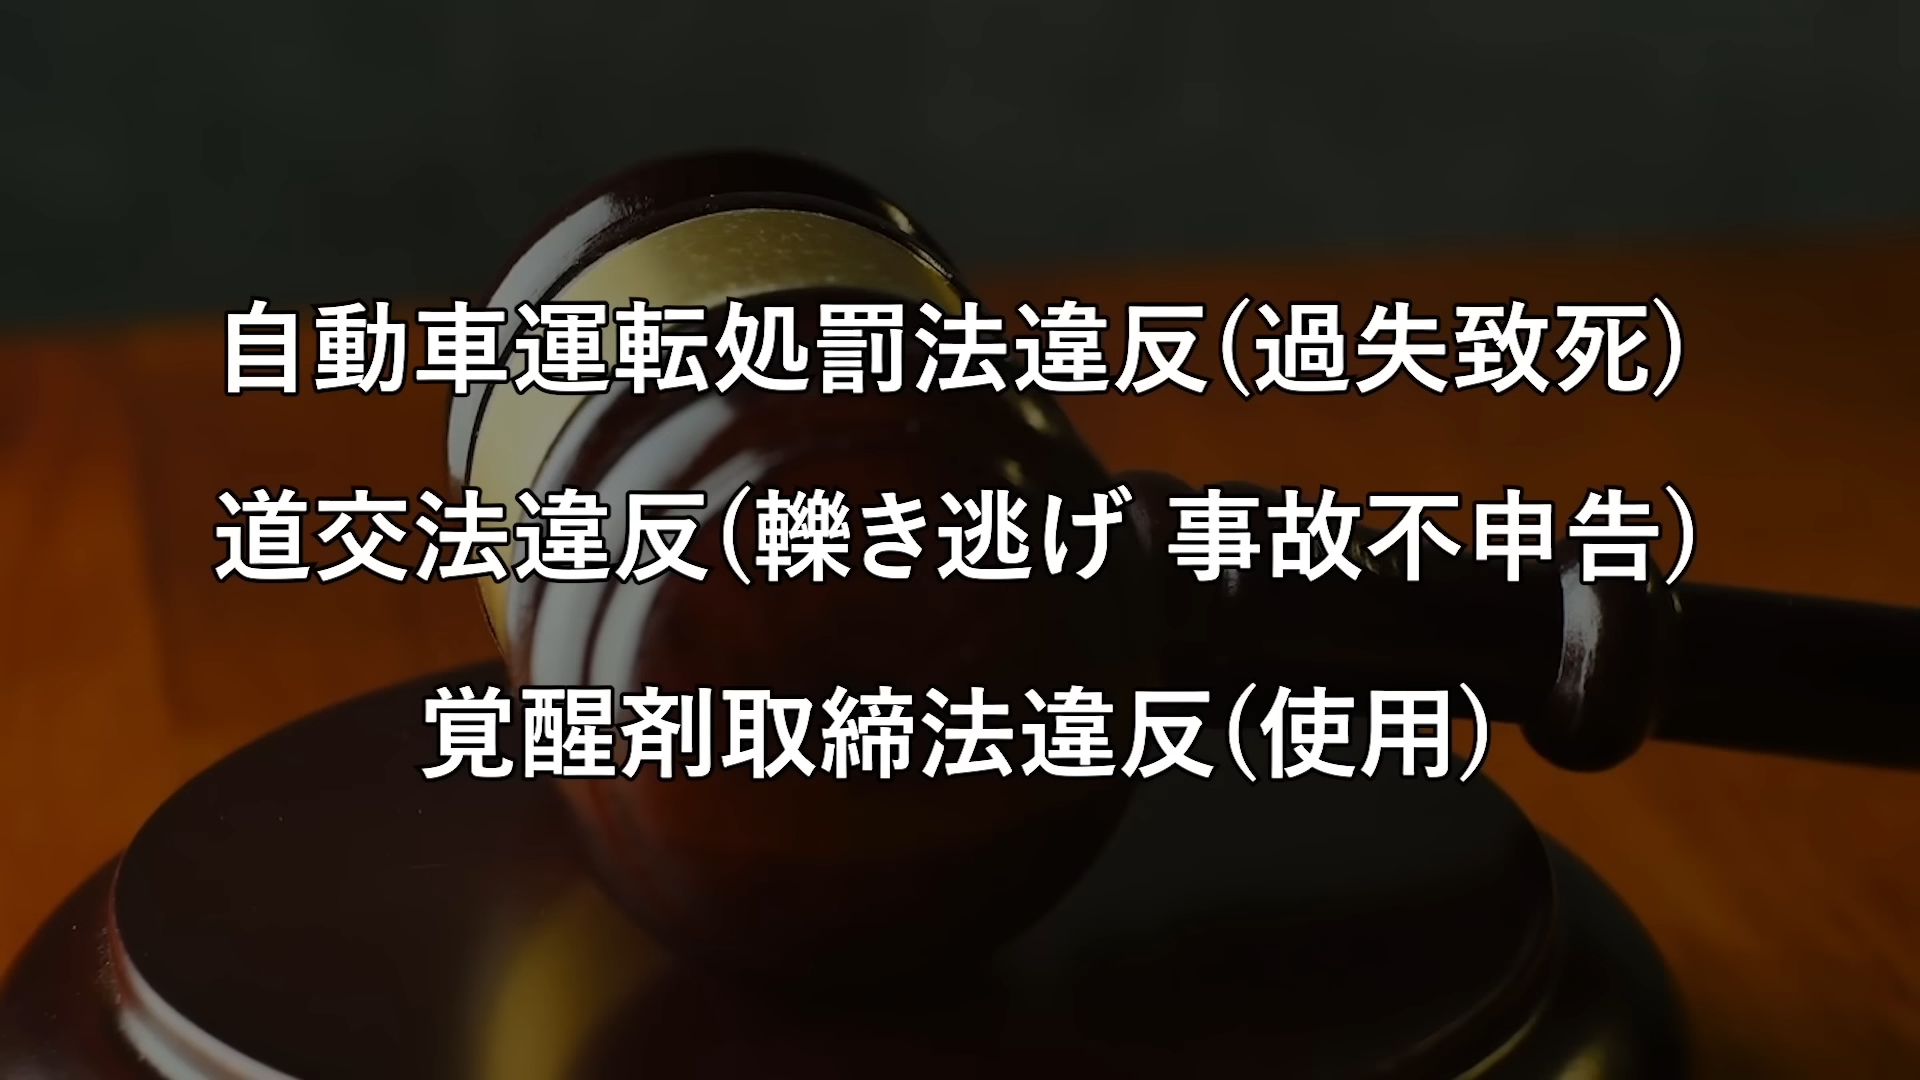 自動車運転処罰法違反(過失致死)
道交法違反(轢き逃げ 事故不申告)
覚醒剤取締法違反(使用)